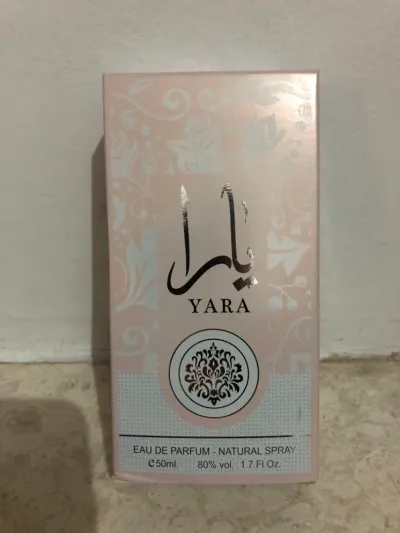 يارا
YARA
EAU DE PARFUM - NATURAL SPRAY
℮50ml. 80% vol. 1.7 Fl.Oz.